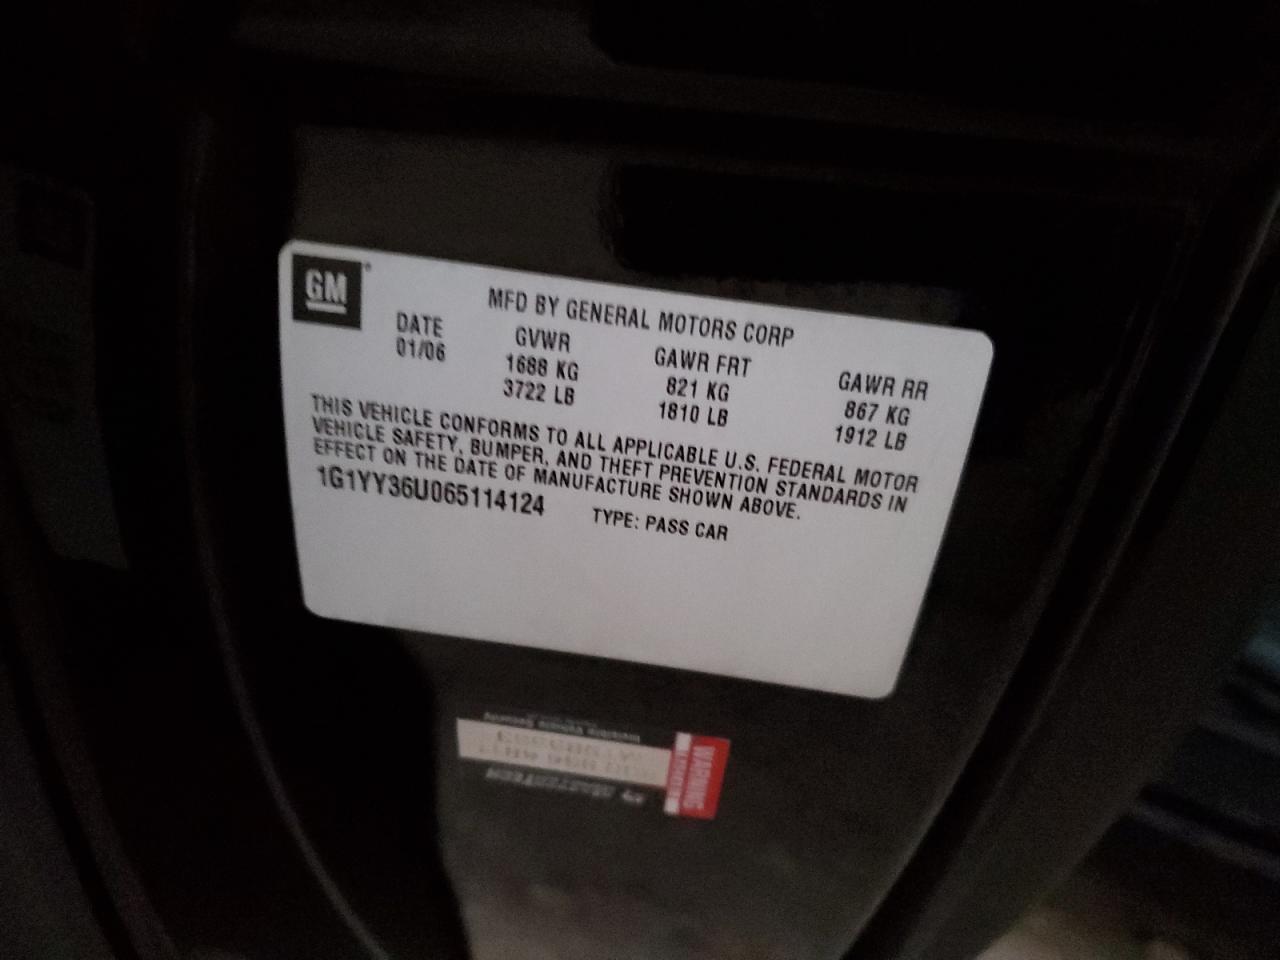 GM
MFD BY GENERAL MOTORS CORP
DATE GVWR GAWR FRT GAWR RR
01/06 1688 KG 821 KG 867 KG
3722 LB 1810 LB 1912 LB
THIS VEHICLE CONFORMS TO ALL APPLICABLE U.S. FEDERAL MOTOR
VEHICLE SAFETY, BUMPER, AND THEFT PREVENTION STANDARDS IN
EFFECT ON THE DATE OF MANUFACTURE SHOWN ABOVE.
1G1YY36U065114124 TYPE: PASS CAR
WARNING